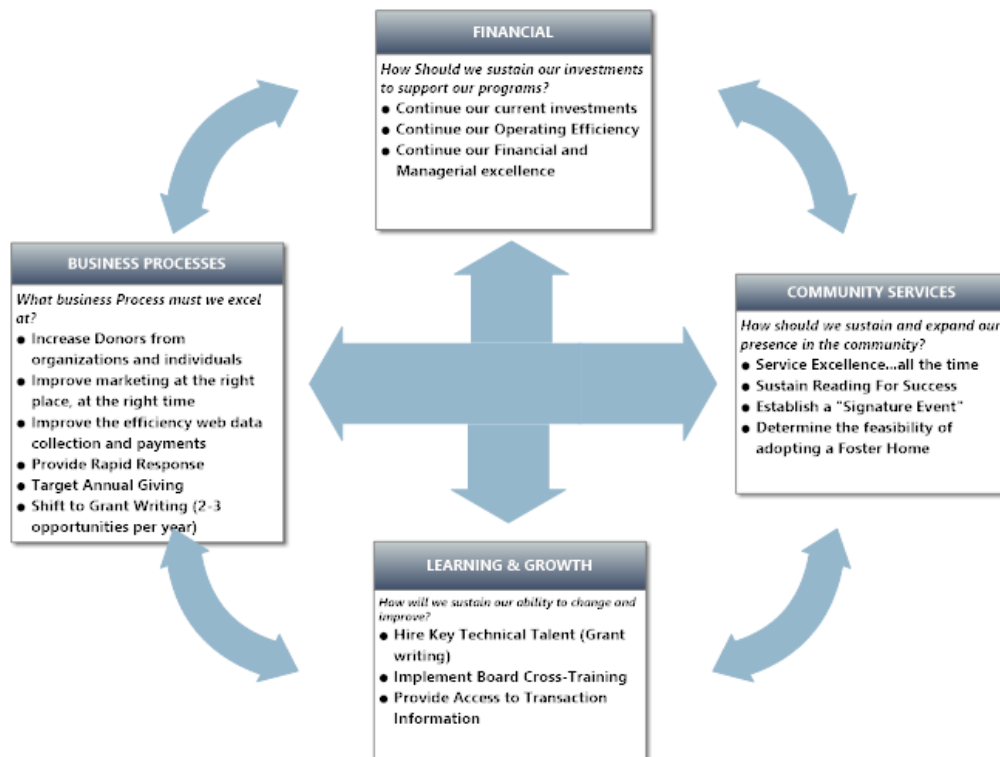 FINANCIAL
How Should we sustain our investments
to support our programs?
● Continue our current investments
● Continue our Operating Efficiency
● Continue our Financial and
Managerial excellence
BUSINESS PROCESSES
What business Process must we excel
at?
● Increase Donors from
organizations and individuals
● Improve marketing at the right
place, at the right time
● Improve the efficiency web data
collection and payments
● Provide Rapid Response
● Target Annual Giving
● Shift to Grant Writing (2-3
opportunities per year)
COMMUNITY SERVICES
How should we sustain and expand our
presence in the community?
● Service Excellence...all the time
● Sustain Reading For Success
● Establish a "Signature Event"
● Determine the feasibility of
adopting a Foster Home
LEARNING & GROWTH
How will we sustain our ability to change and
improve?
● Hire Key Technical Talent (Grant
writing)
● Implement Board Cross-Training
● Provide Access to Transaction
Information